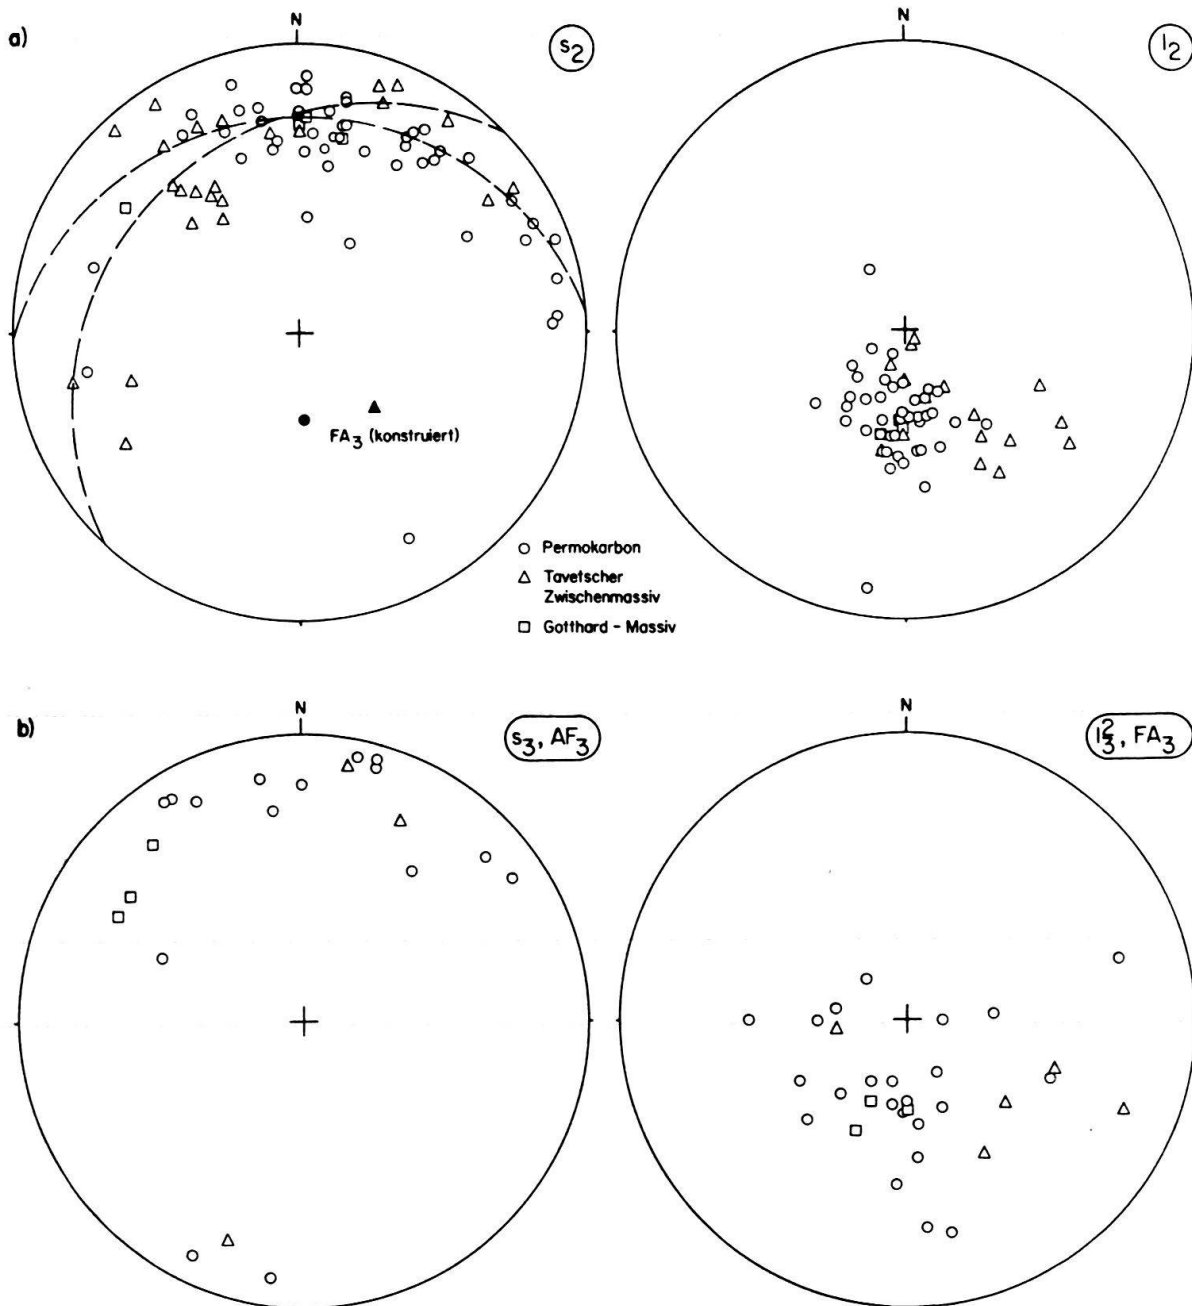 a)
N
s₂
N
l₂
FA₃ (konstruiert)
○ Permokarbon
△ Tavetscher
Zwischenmassiv
□ Gotthard - Massiv
b)
N
s₃, AF₃
N
l₃², FA₃